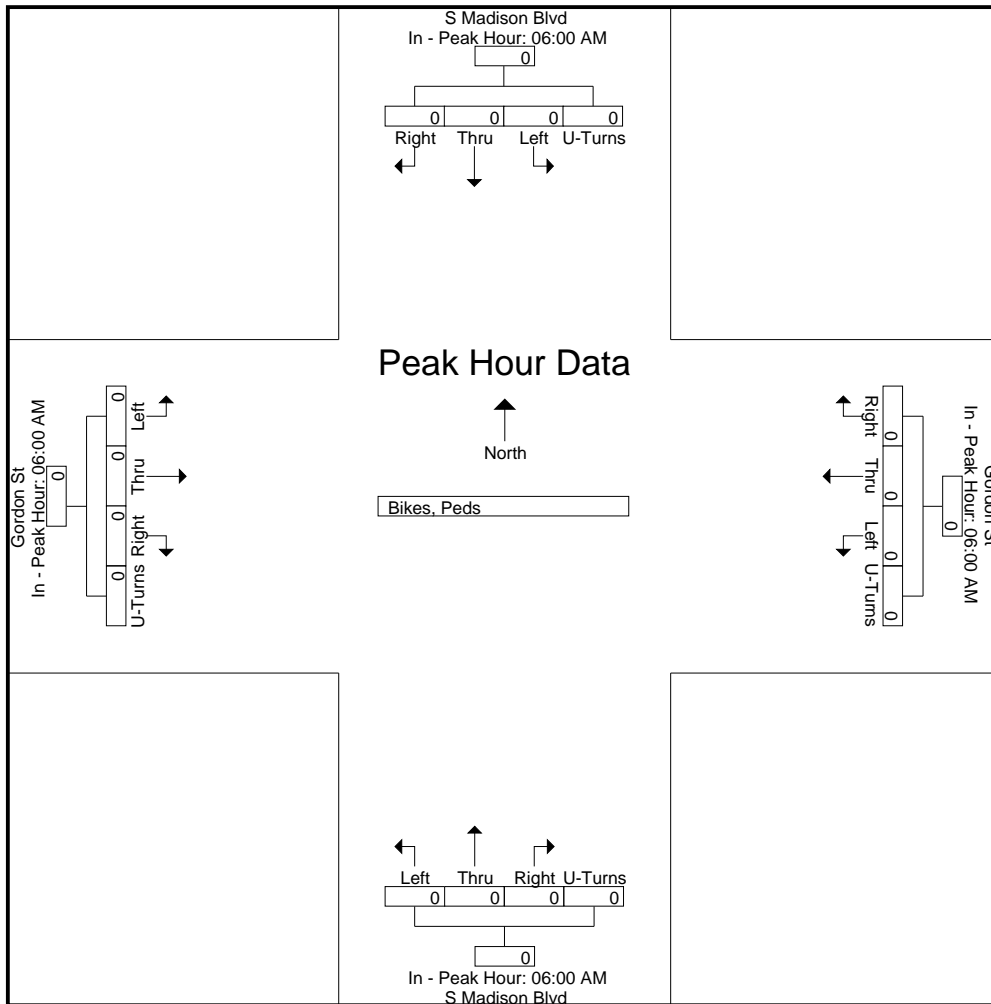 S Madison Blvd
In - Peak Hour: 06:00 AM
0
0 0 0 0
Right Thru Left U-Turns
Peak Hour Data
North
Bikes, Peds
Gordon St
In - Peak Hour: 06:00 AM
0
0 0 0 0
Left Thru Right U-Turns
Right Thru Left U-Turns
0 0 0 0
0
In - Peak Hour: 06:00 AM
Gordon St
Left Thru Right U-Turns
0 0 0 0
0
In - Peak Hour: 06:00 AM
S Madison Blvd